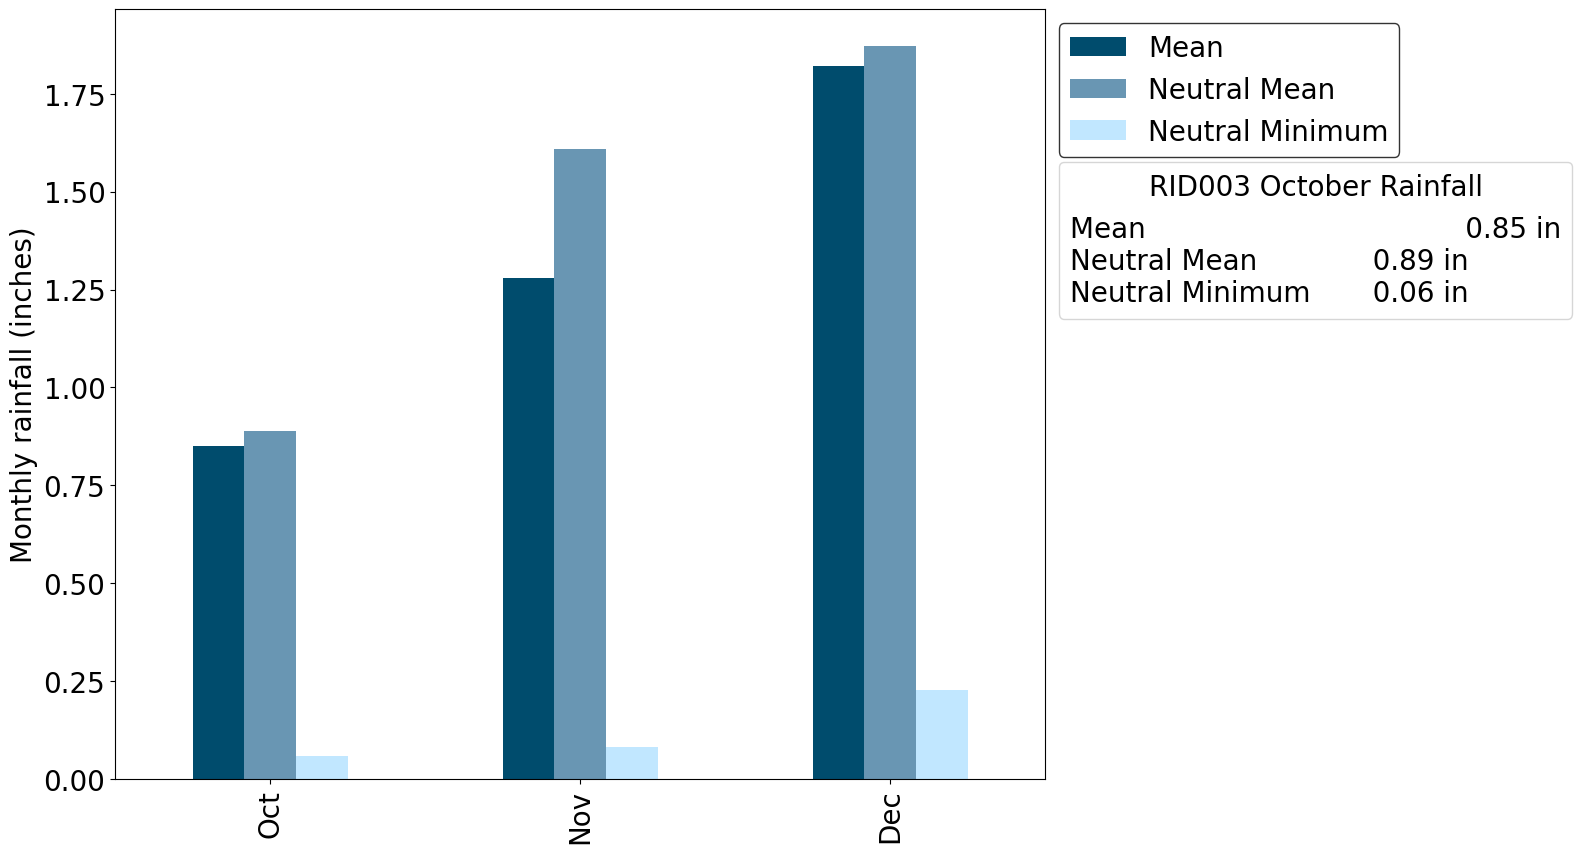 Mean
Neutral Mean
Neutral Minimum
RID003 October Rainfall
Mean 0.85 in
Neutral Mean 0.89 in
Neutral Minimum 0.06 in
Monthly rainfall (inches)
1.75
1.50
1.25
1.00
0.75
0.50
0.25
0.00
Oct
Nov
Dec